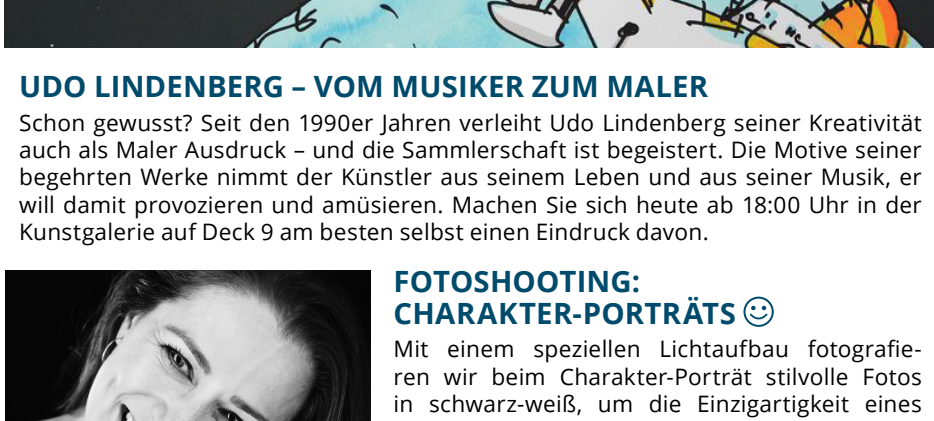 UDO LINDENBERG – VOM MUSIKER ZUM MALER
Schon gewusst? Seit den 1990er Jahren verleiht Udo Lindenberg seiner Kreativität
auch als Maler Ausdruck – und die Sammlerschaft ist begeistert. Die Motive seiner
begehrten Werke nimmt der Künstler aus seinem Leben und aus seiner Musik, er
will damit provozieren und amüsieren. Machen Sie sich heute ab 18:00 Uhr in der
Kunstgalerie auf Deck 9 am besten selbst einen Eindruck davon.
FOTOSHOOTING:
CHARAKTER-PORTRÄTS ☺
Mit einem speziellen Lichtaufbau fotografie-
ren wir beim Charakter-Porträt stilvolle Fotos
in schwarz-weiß, um die Einzigartigkeit eines